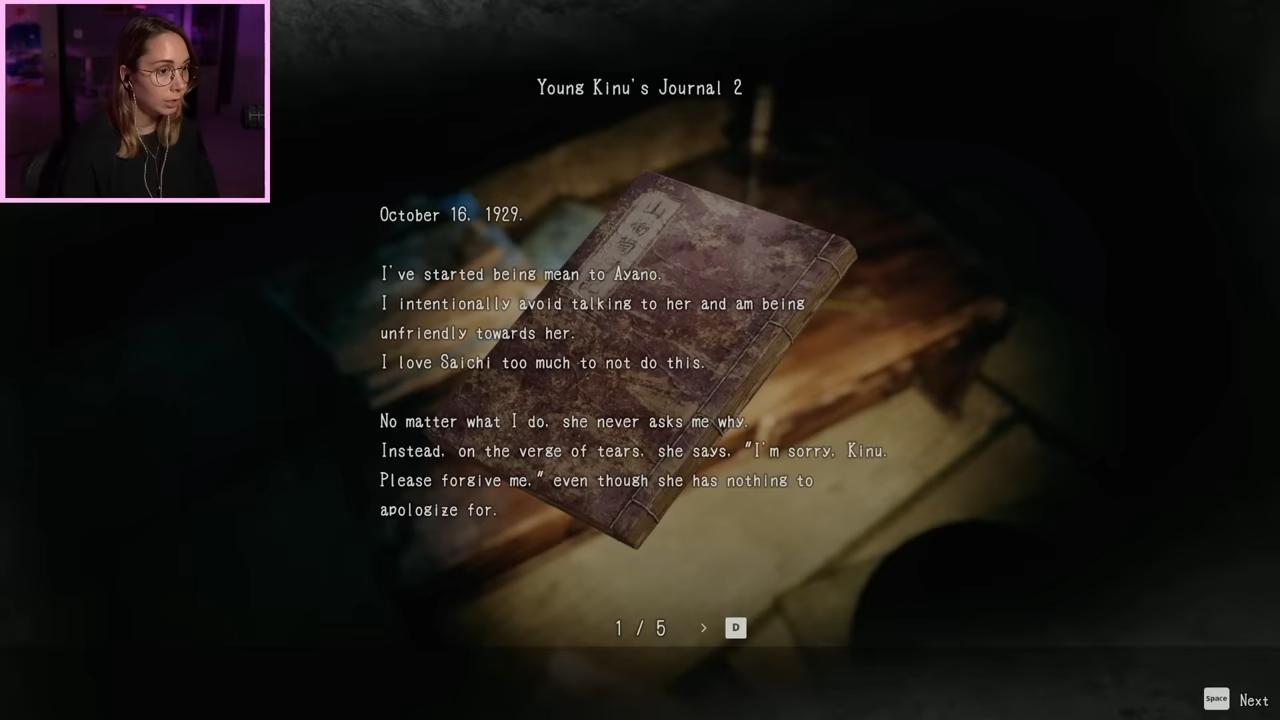 Young Kinu's Journal 2
October 16, 1929.
I've started being mean to Ayano.
I intentionally avoid talking to her and am being
unfriendly towards her.
I love Saichi too much to not do this.
No matter what I do, she never asks me why.
Instead, on the verge of tears, she says, "I'm sorry, Kinu.
Please forgive me," even though she has nothing to
apologize for.
1 / 5 > D
Space Next